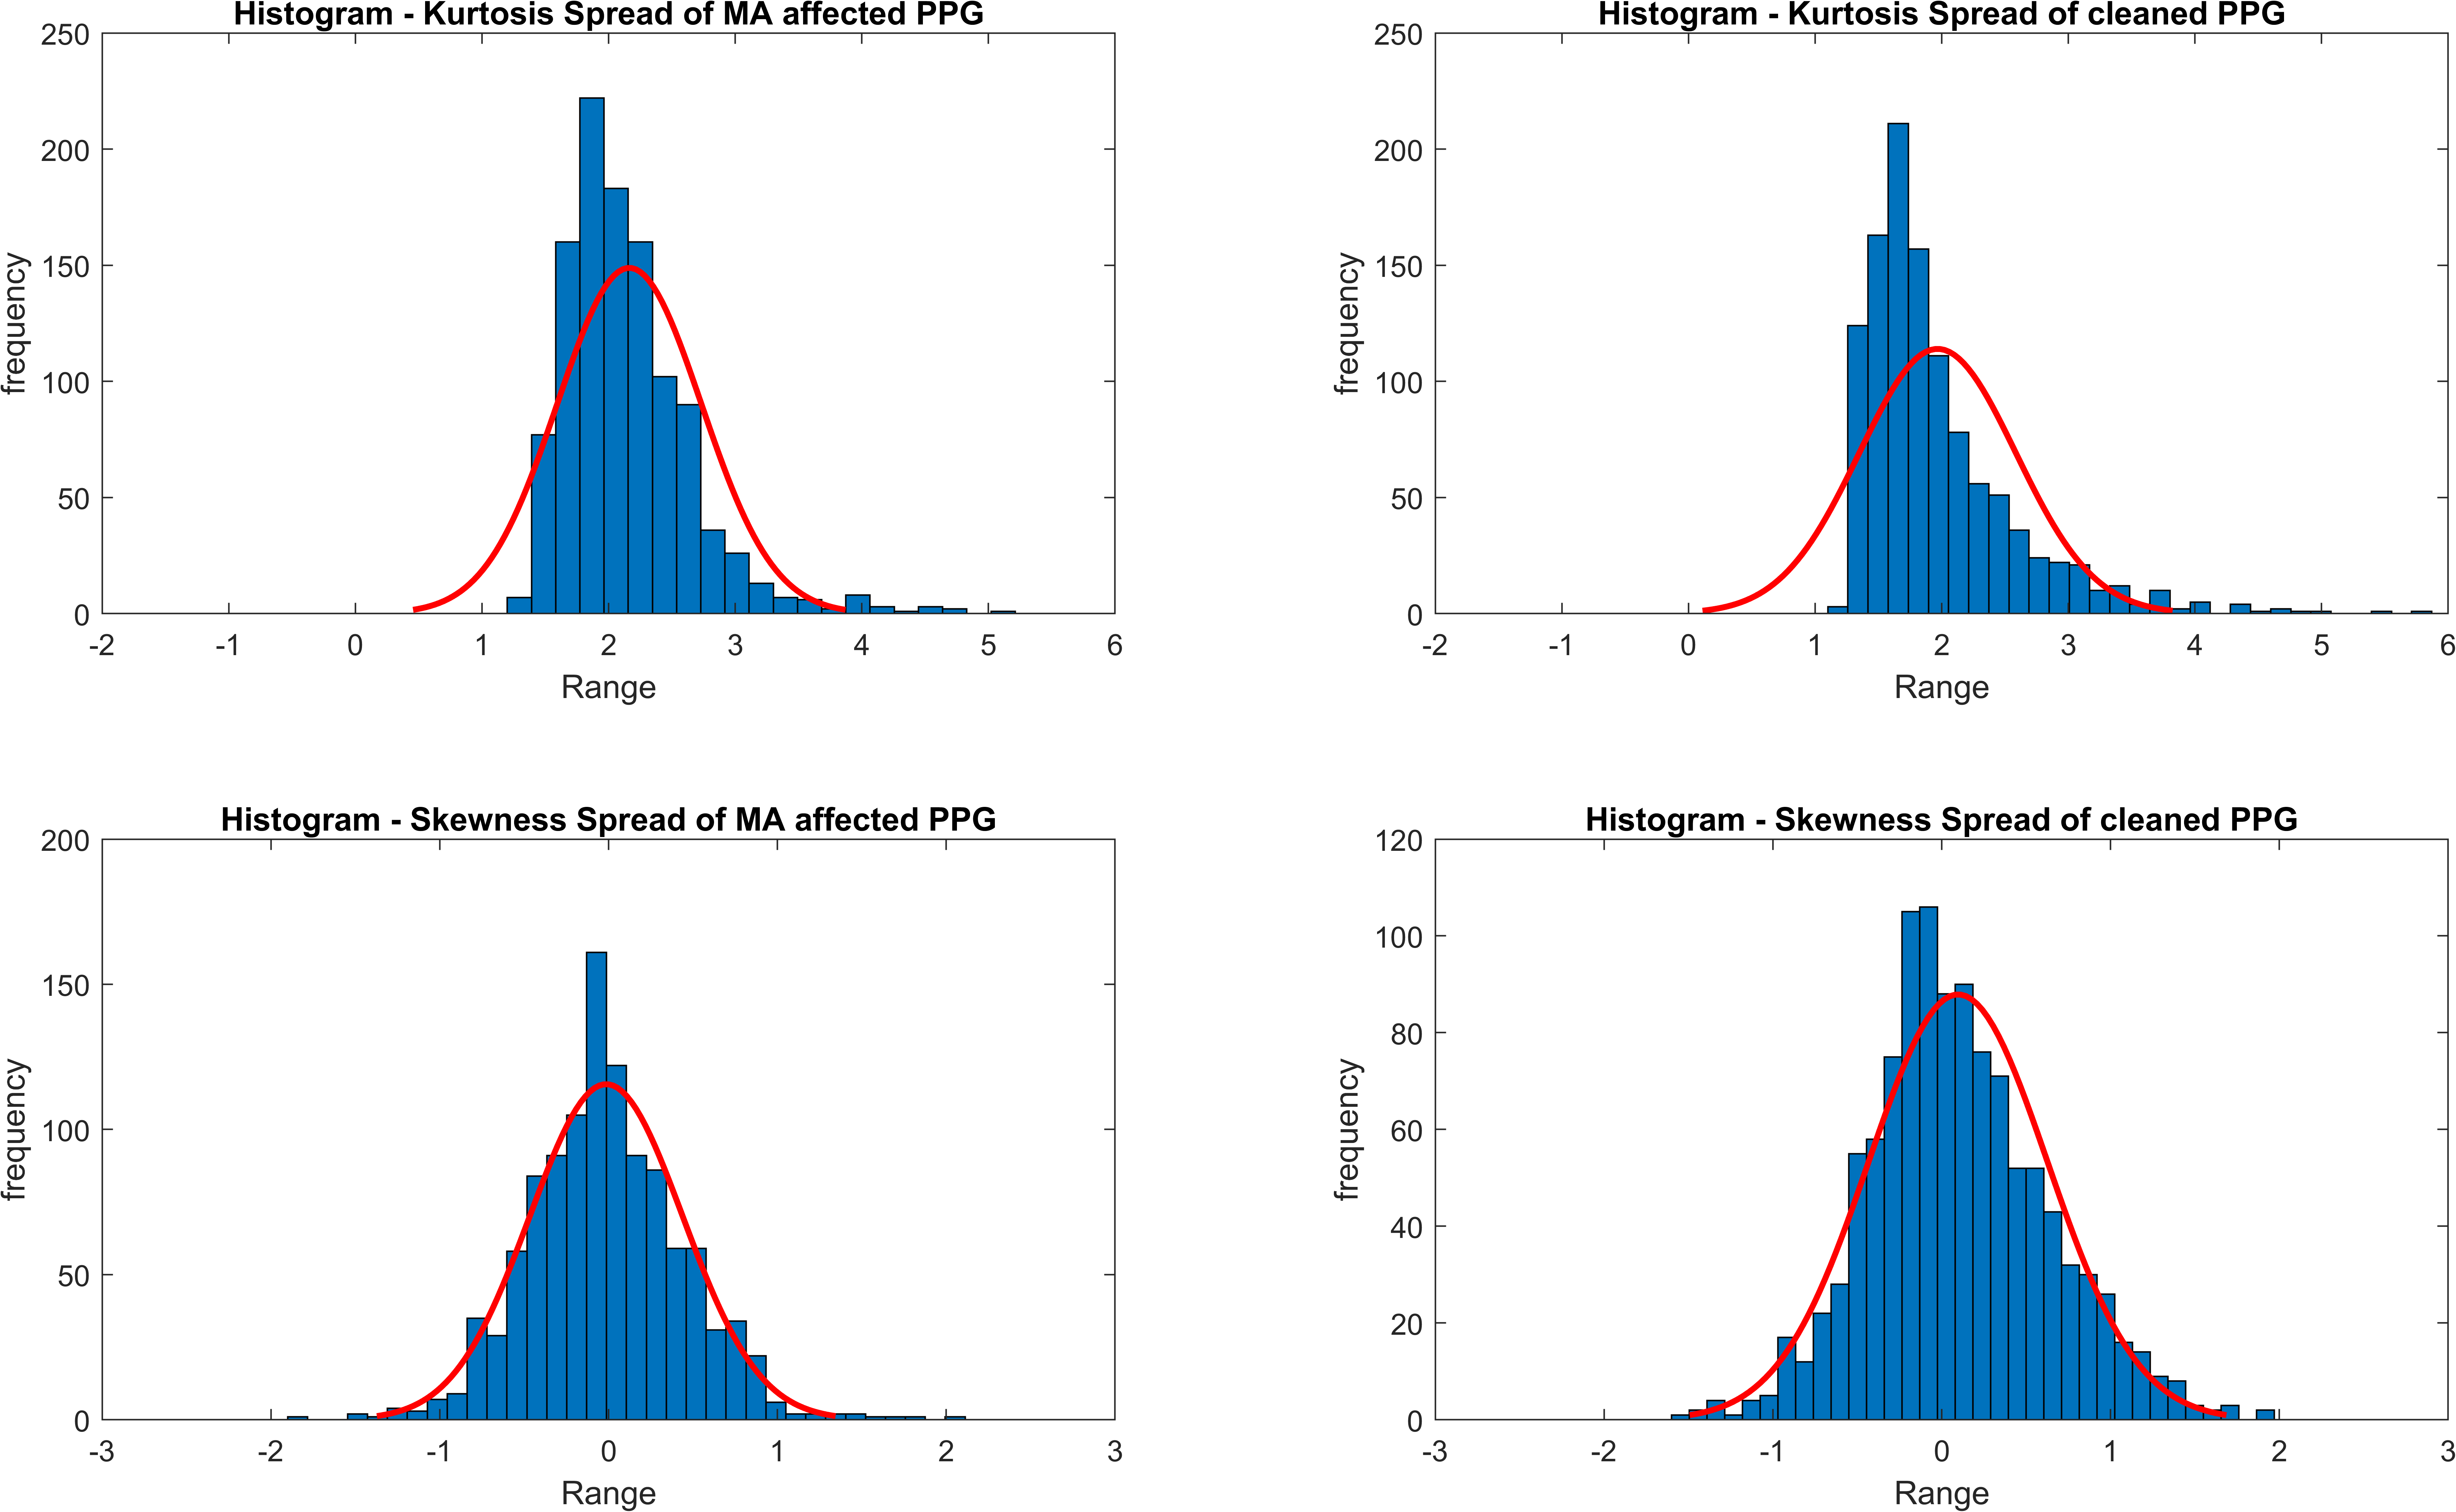 Histogram - Kurtosis Spread of MA affected PPG
250
200
150
100
50
0
frequency
-2 -1 0 1 2 3 4 5 6
Range
Histogram - Kurtosis Spread of cleaned PPG
250
200
150
100
50
0
frequency
-2 -1 0 1 2 3 4 5 6
Range
Histogram - Skewness Spread of MA affected PPG
200
150
100
50
0
frequency
-3 -2 -1 0 1 2 3
Range
Histogram - Skewness Spread of cleaned PPG
120
100
80
60
40
20
0
frequency
-3 -2 -1 0 1 2 3
Range